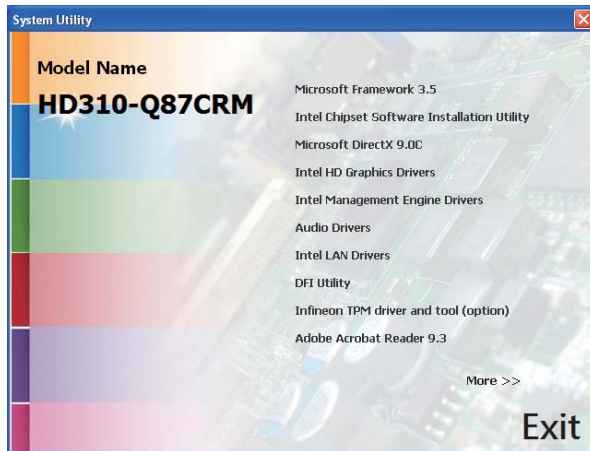 System Utility
Model Name
HD310-Q87CRM
Microsoft Framework 3.5
Intel Chipset Software Installation Utility
Microsoft DirectX 9.0C
Intel HD Graphics Drivers
Intel Management Engine Drivers
Audio Drivers
Intel LAN Drivers
DFI Utility
Infineon TPM driver and tool (option)
Adobe Acrobat Reader 9.3
More >>
Exit